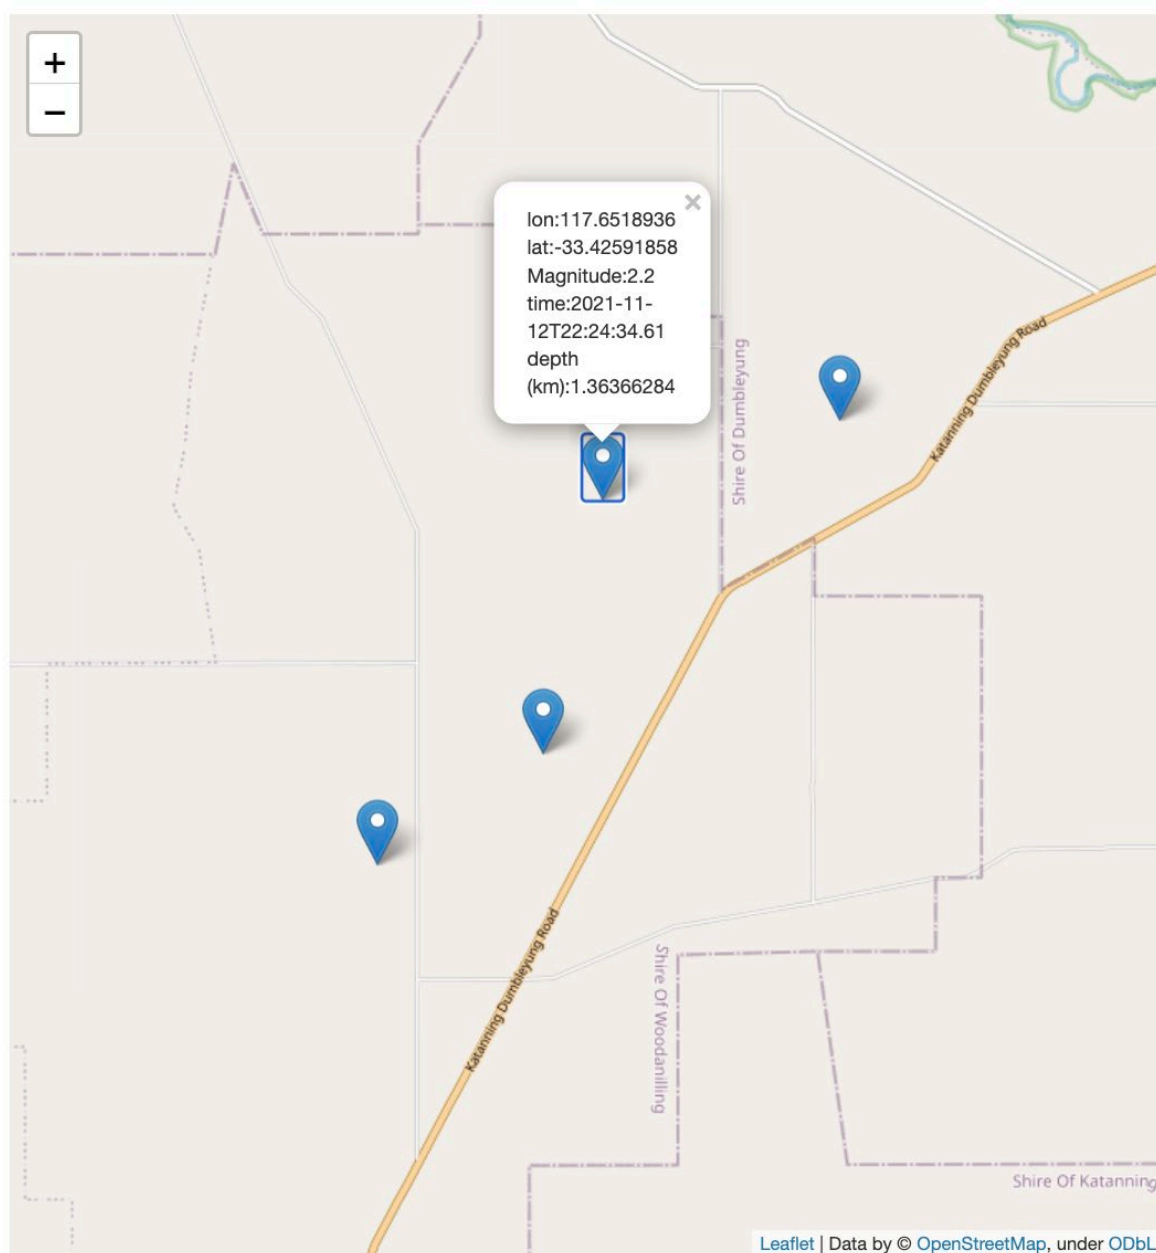 +
−
×
lon:117.6518936
lat:-33.42591858
Magnitude:2.2
time:2021-11-
12T22:24:34.61
depth
(km):1.36366284
Katanning Dumbleyung Road
Shire Of Dumbleyung
Katanning Dumbleyung Road
Shire Of Woodanilling
Shire Of Katanning
Leaflet | Data by © OpenStreetMap, under ODbL